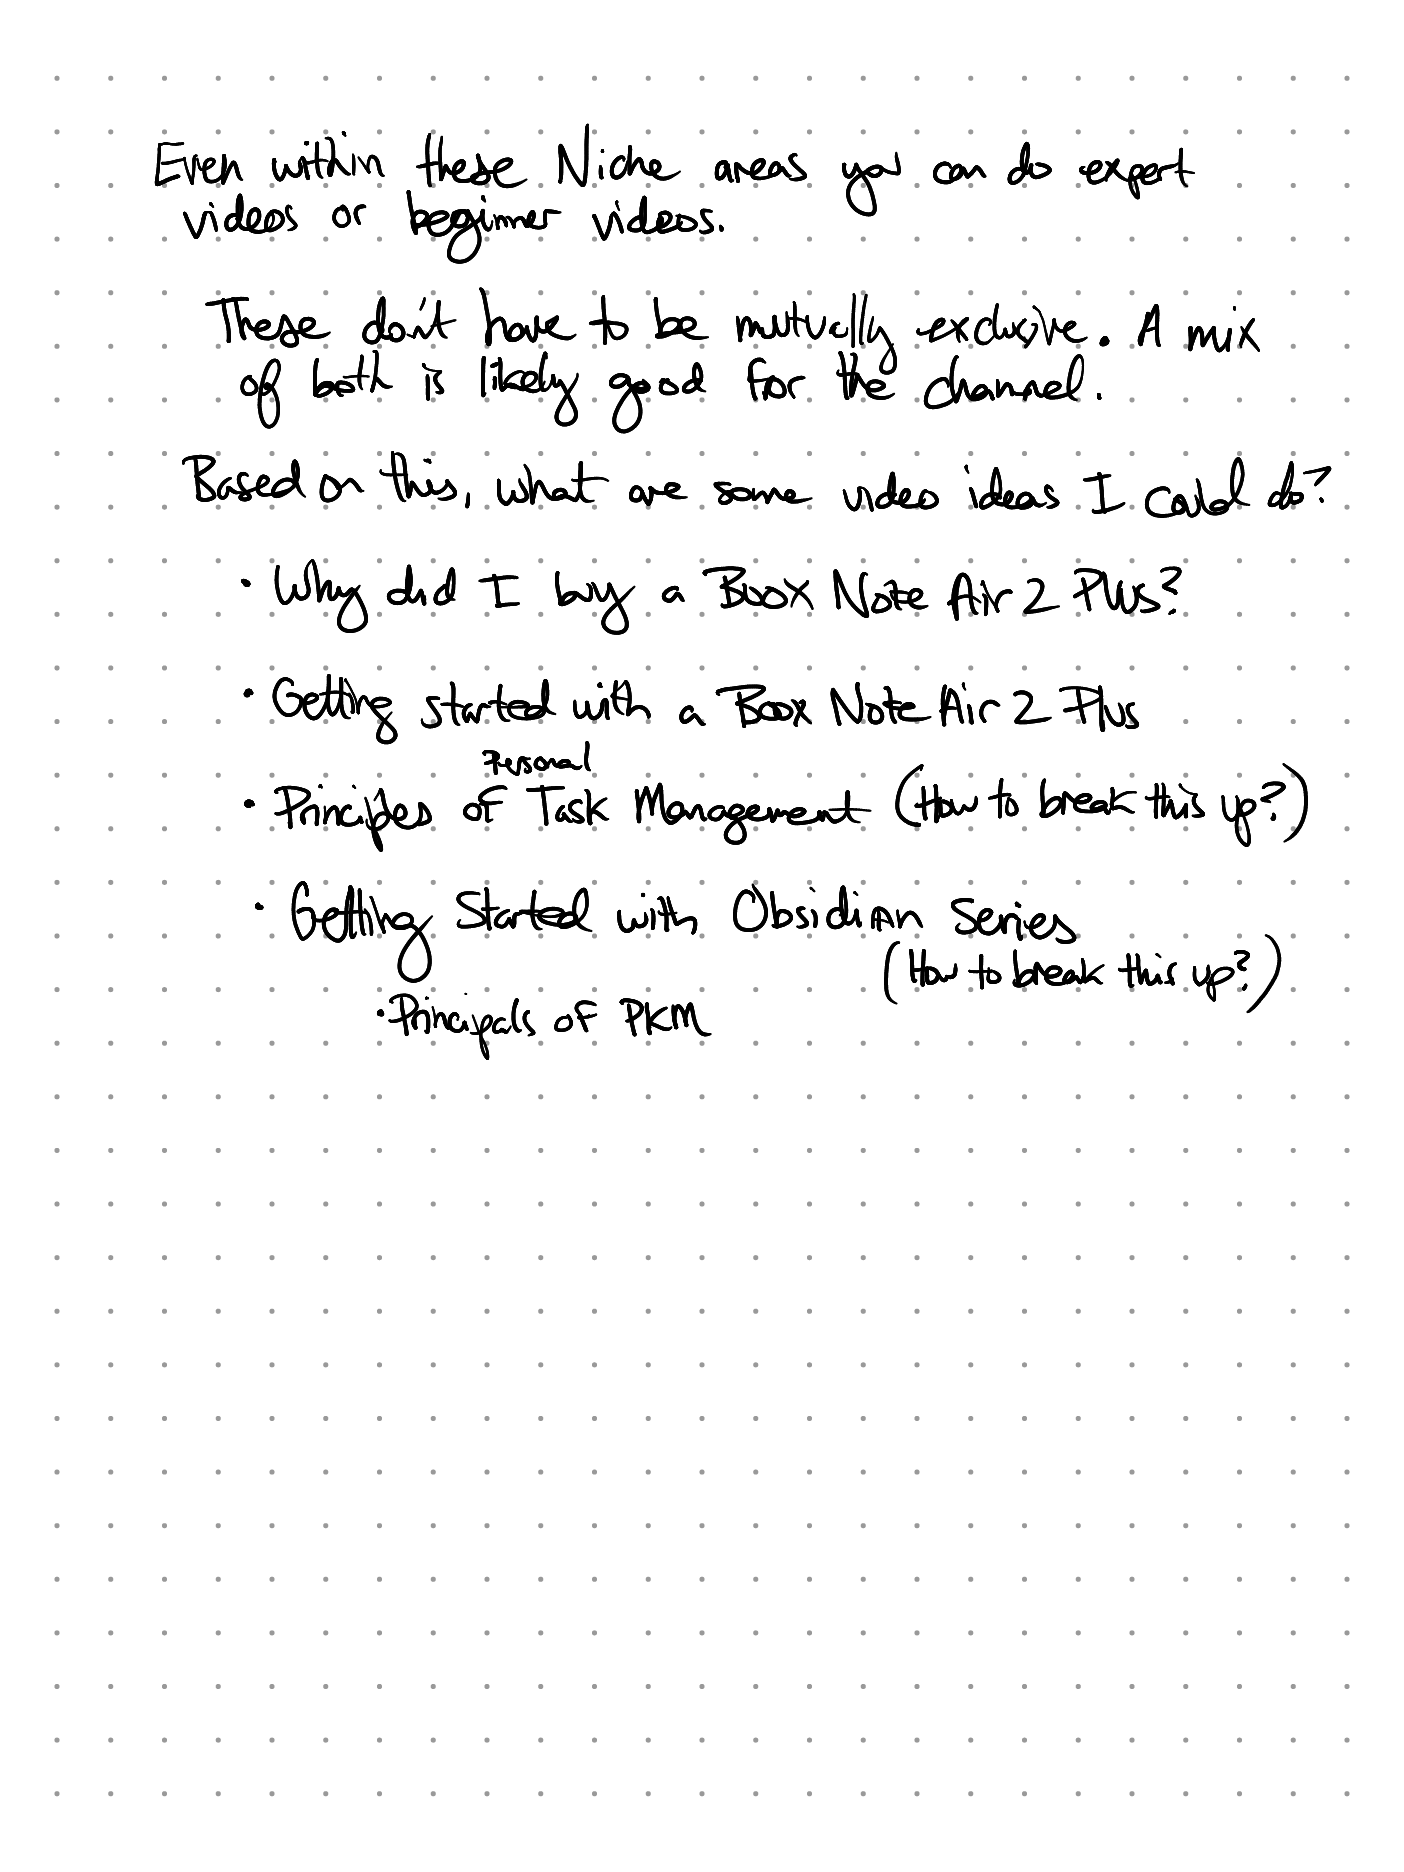 Even within these Niche areas you can do expert
videos or beginner videos.
These don't have to be mutually exclusive. A mix
of both is likely good for the channel.
Based on this, what are some video ideas I could do?
• Why did I buy a Boox Note Air 2 Plus?
• Getting started with a Boox Note Air 2 Plus
Personal
• Principles of Task Management (How to break this up?)
• Getting Started with Obsidian Series
(How to break this up?)
• Principals of PKM